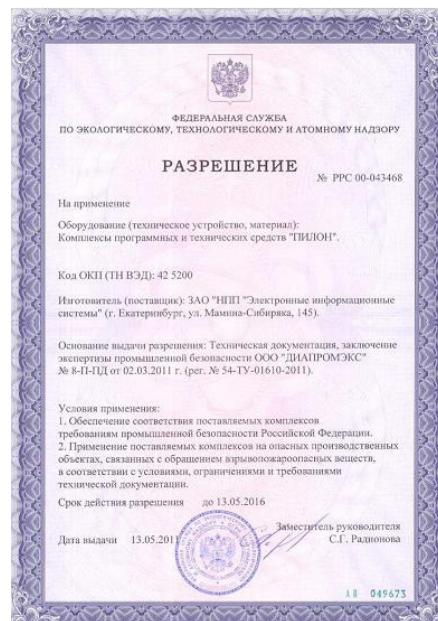 ФЕДЕРАЛЬНАЯ СЛУЖБА
ПО ЭКОЛОГИЧЕСКОМУ, ТЕХНОЛОГИЧЕСКОМУ И АТОМНОМУ НАДЗОРУ
РАЗРЕШЕНИЕ
№ РРС 00-043468
На применение
Оборудование (техническое устройство, материал):
Комплексы программных и технических средств "ПИЛОН".
Код ОКП (ТН ВЭД): 42 5200
Изготовитель (поставщик): ЗАО "НПП "Электронные информационные
системы" (г. Екатеринбург, ул. Мамина-Сибиряка, 145).
Основание выдачи разрешения: Техническая документация, заключение
экспертизы промышленной безопасности ООО "ДИАПРОМЭКС"
№ 8-П-ПД от 02.03.2011 г. (рег. № 54-ТУ-01610-2011).
Условия применения:
1. Обеспечение соответствия поставляемых комплексов
требованиям промышленной безопасности Российской Федерации.
2. Применение поставляемых комплексов на опасных производственных
объектах, связанных с обращением взрывопожароопасных веществ,
в соответствии с условиями, ограничениями и требованиями
технической документации.
Срок действия разрешения до 13.05.2016
Заместитель руководителя
Дата выдачи 13.05.2011 С.Г. Радионова
АВ 049673